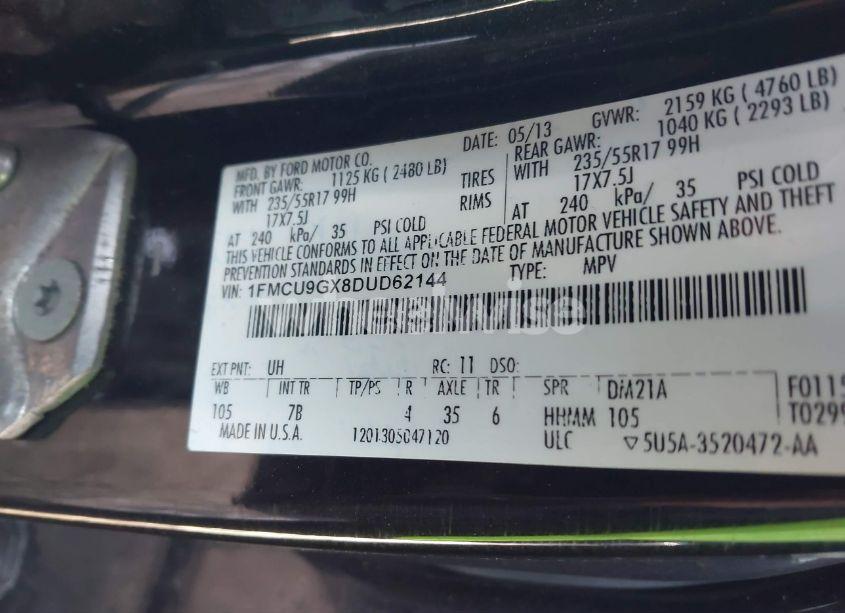 MFD. BY FORD MOTOR CO.
DATE: 05/13
GVWR: 2159 KG ( 4760 LB)
FRONT GAWR: 1125 KG ( 2480 LB)
REAR GAWR: 1040 KG ( 2293 LB)
WITH 235/55R17 99H
TIRES
WITH 235/55R17 99H
17X7.5J
RIMS
17X7.5J
AT 240 kPa/ 35 PSI COLD
AT 240 kPa/ 35 PSI COLD
THIS VEHICLE CONFORMS TO ALL APPLICABLE FEDERAL MOTOR VEHICLE SAFETY AND THEFT
PREVENTION STANDARDS IN EFFECT ON THE DATE OF MANUFACTURE SHOWN ABOVE.
VIN: 1FMCU9GX8DUD62144
TYPE: MPV
EXT PNT: UH RC: 11 DSO:
WB INT TR TP/PS R AXLE TR SPR DM21A
105 7B 4 35 6 HHMM 105
MADE IN U.S.A. 1201305047120 ULC ▽5U5A-3520472-AA
F0115
T0299